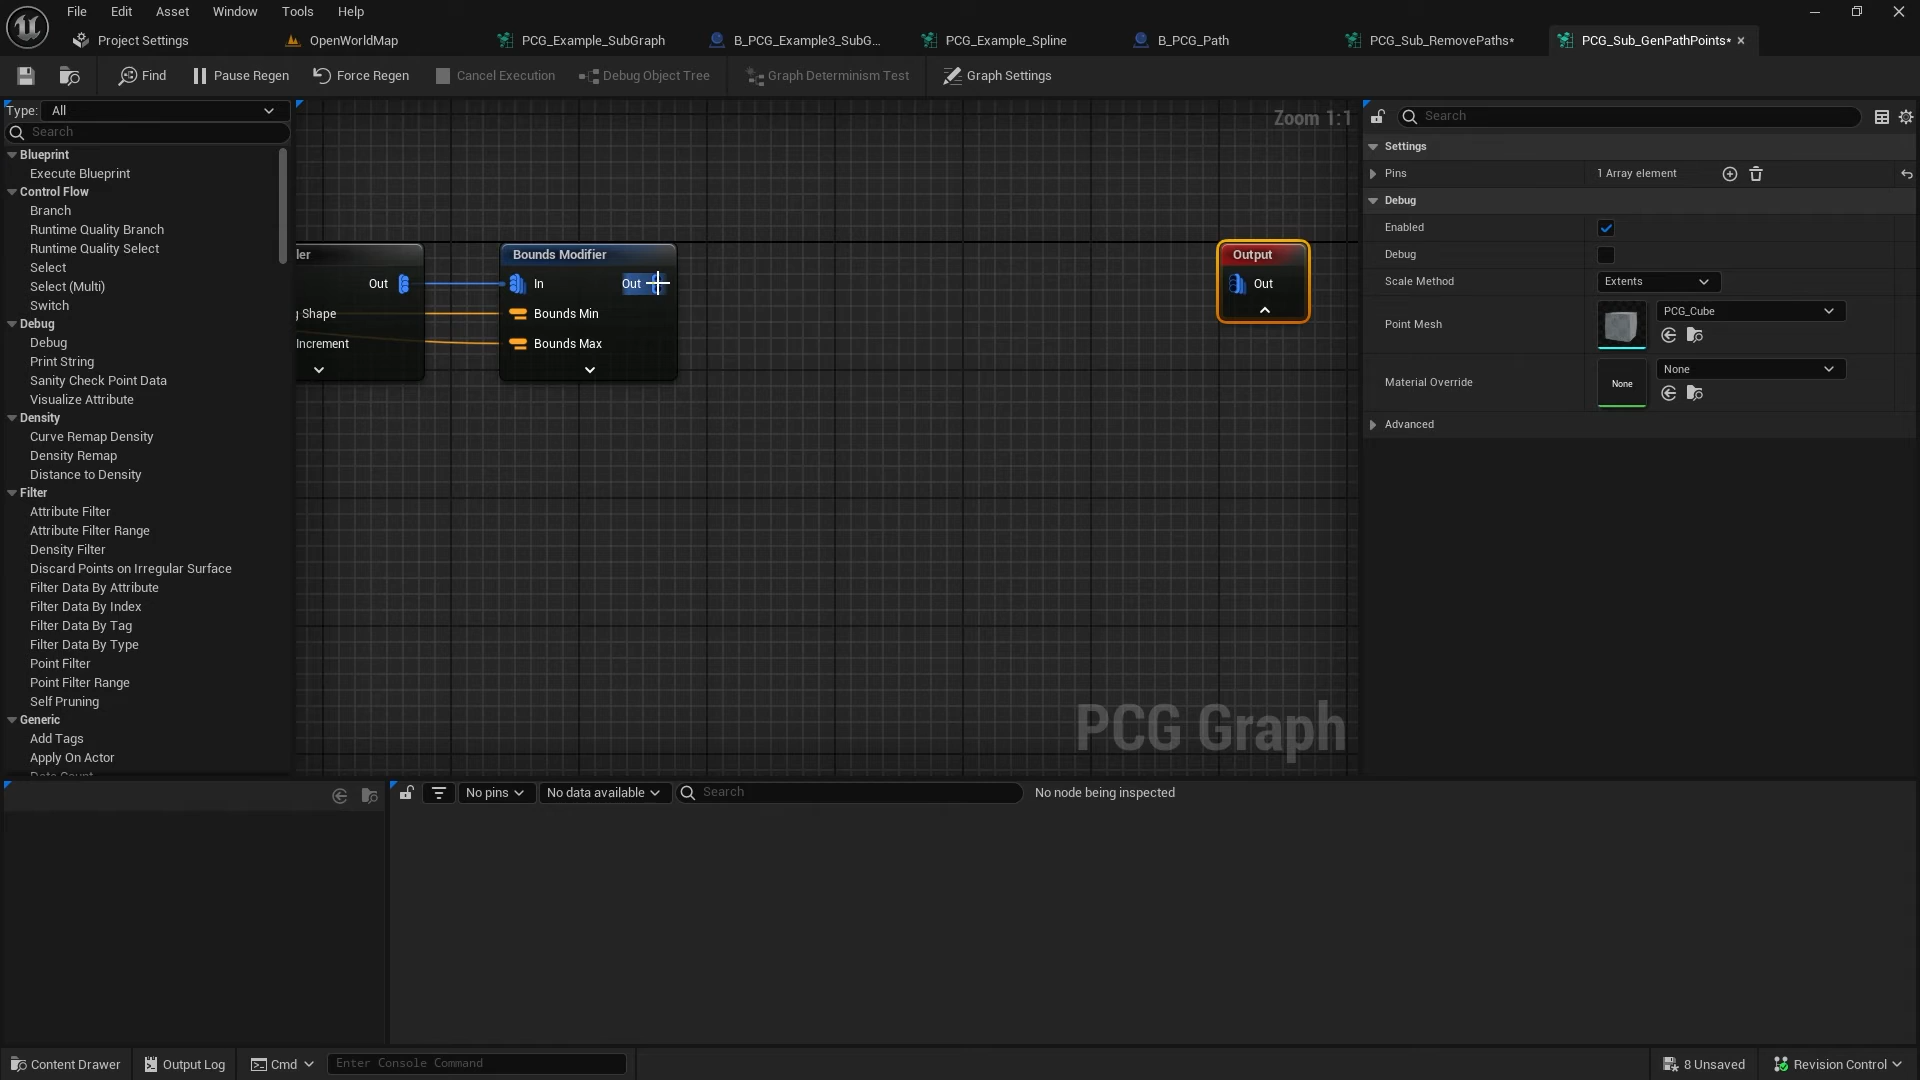 File Edit Asset Window Tools Help
Project Settings OpenWorldMap PCG_Example_SubGraph B_PCG_Example3_SubG... PCG_Example_Spline B_PCG_Path PCG_Sub_RemovePaths* PCG_Sub_GenPathPoints*
Find Pause Regen Force Regen Cancel Execution Debug Object Tree Graph Determinism Test Graph Settings
Type: All
Search
Blueprint
Execute Blueprint
Control Flow
Branch
Runtime Quality Branch
Runtime Quality Select
Select
Select (Multi)
Switch
Debug
Debug
Print String
Sanity Check Point Data
Visualize Attribute
Density
Curve Remap Density
Density Remap
Distance to Density
Filter
Attribute Filter
Attribute Filter Range
Density Filter
Discard Points on Irregular Surface
Filter Data By Attribute
Filter Data By Index
Filter Data By Tag
Filter Data By Type
Point Filter
Point Filter Range
Self Pruning
Generic
Add Tags
Apply On Actor
Zoom 1:1
ler
Out
g Shape
Increment
Bounds Modifier
In Out
Bounds Min
Bounds Max
Output
Out
PCG Graph
Search
Settings
Pins 1 Array element
Debug
Enabled
Debug
Scale Method Extents
Point Mesh PCG_Cube
Material Override None None
Advanced
No pins No data available Search No node being inspected
Content Drawer Output Log Cmd Enter Console Command 8 Unsaved Revision Control